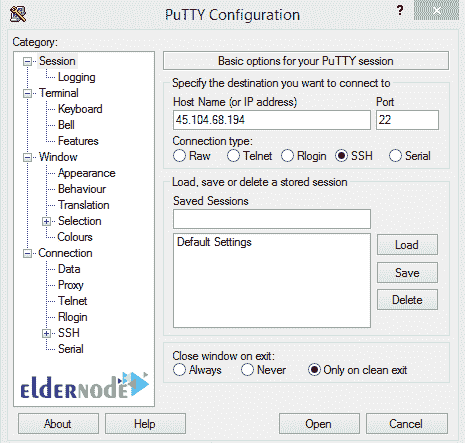 PuTTY Configuration
?
x
Category:
Session
Logging
Terminal
Keyboard
Bell
Features
Window
Appearance
Behaviour
Translation
Selection
Colours
Connection
Data
Proxy
Telnet
Rlogin
SSH
Serial
eldernode
Basic options for your PuTTY session
Specify the destination you want to connect to
Host Name (or IP address) Port
45.104.68.194 22
Connection type:
Raw Telnet Rlogin SSH Serial
Load, save or delete a stored session
Saved Sessions
Default Settings
Load
Save
Delete
Close window on exit:
Always Never Only on clean exit
About Help Open Cancel